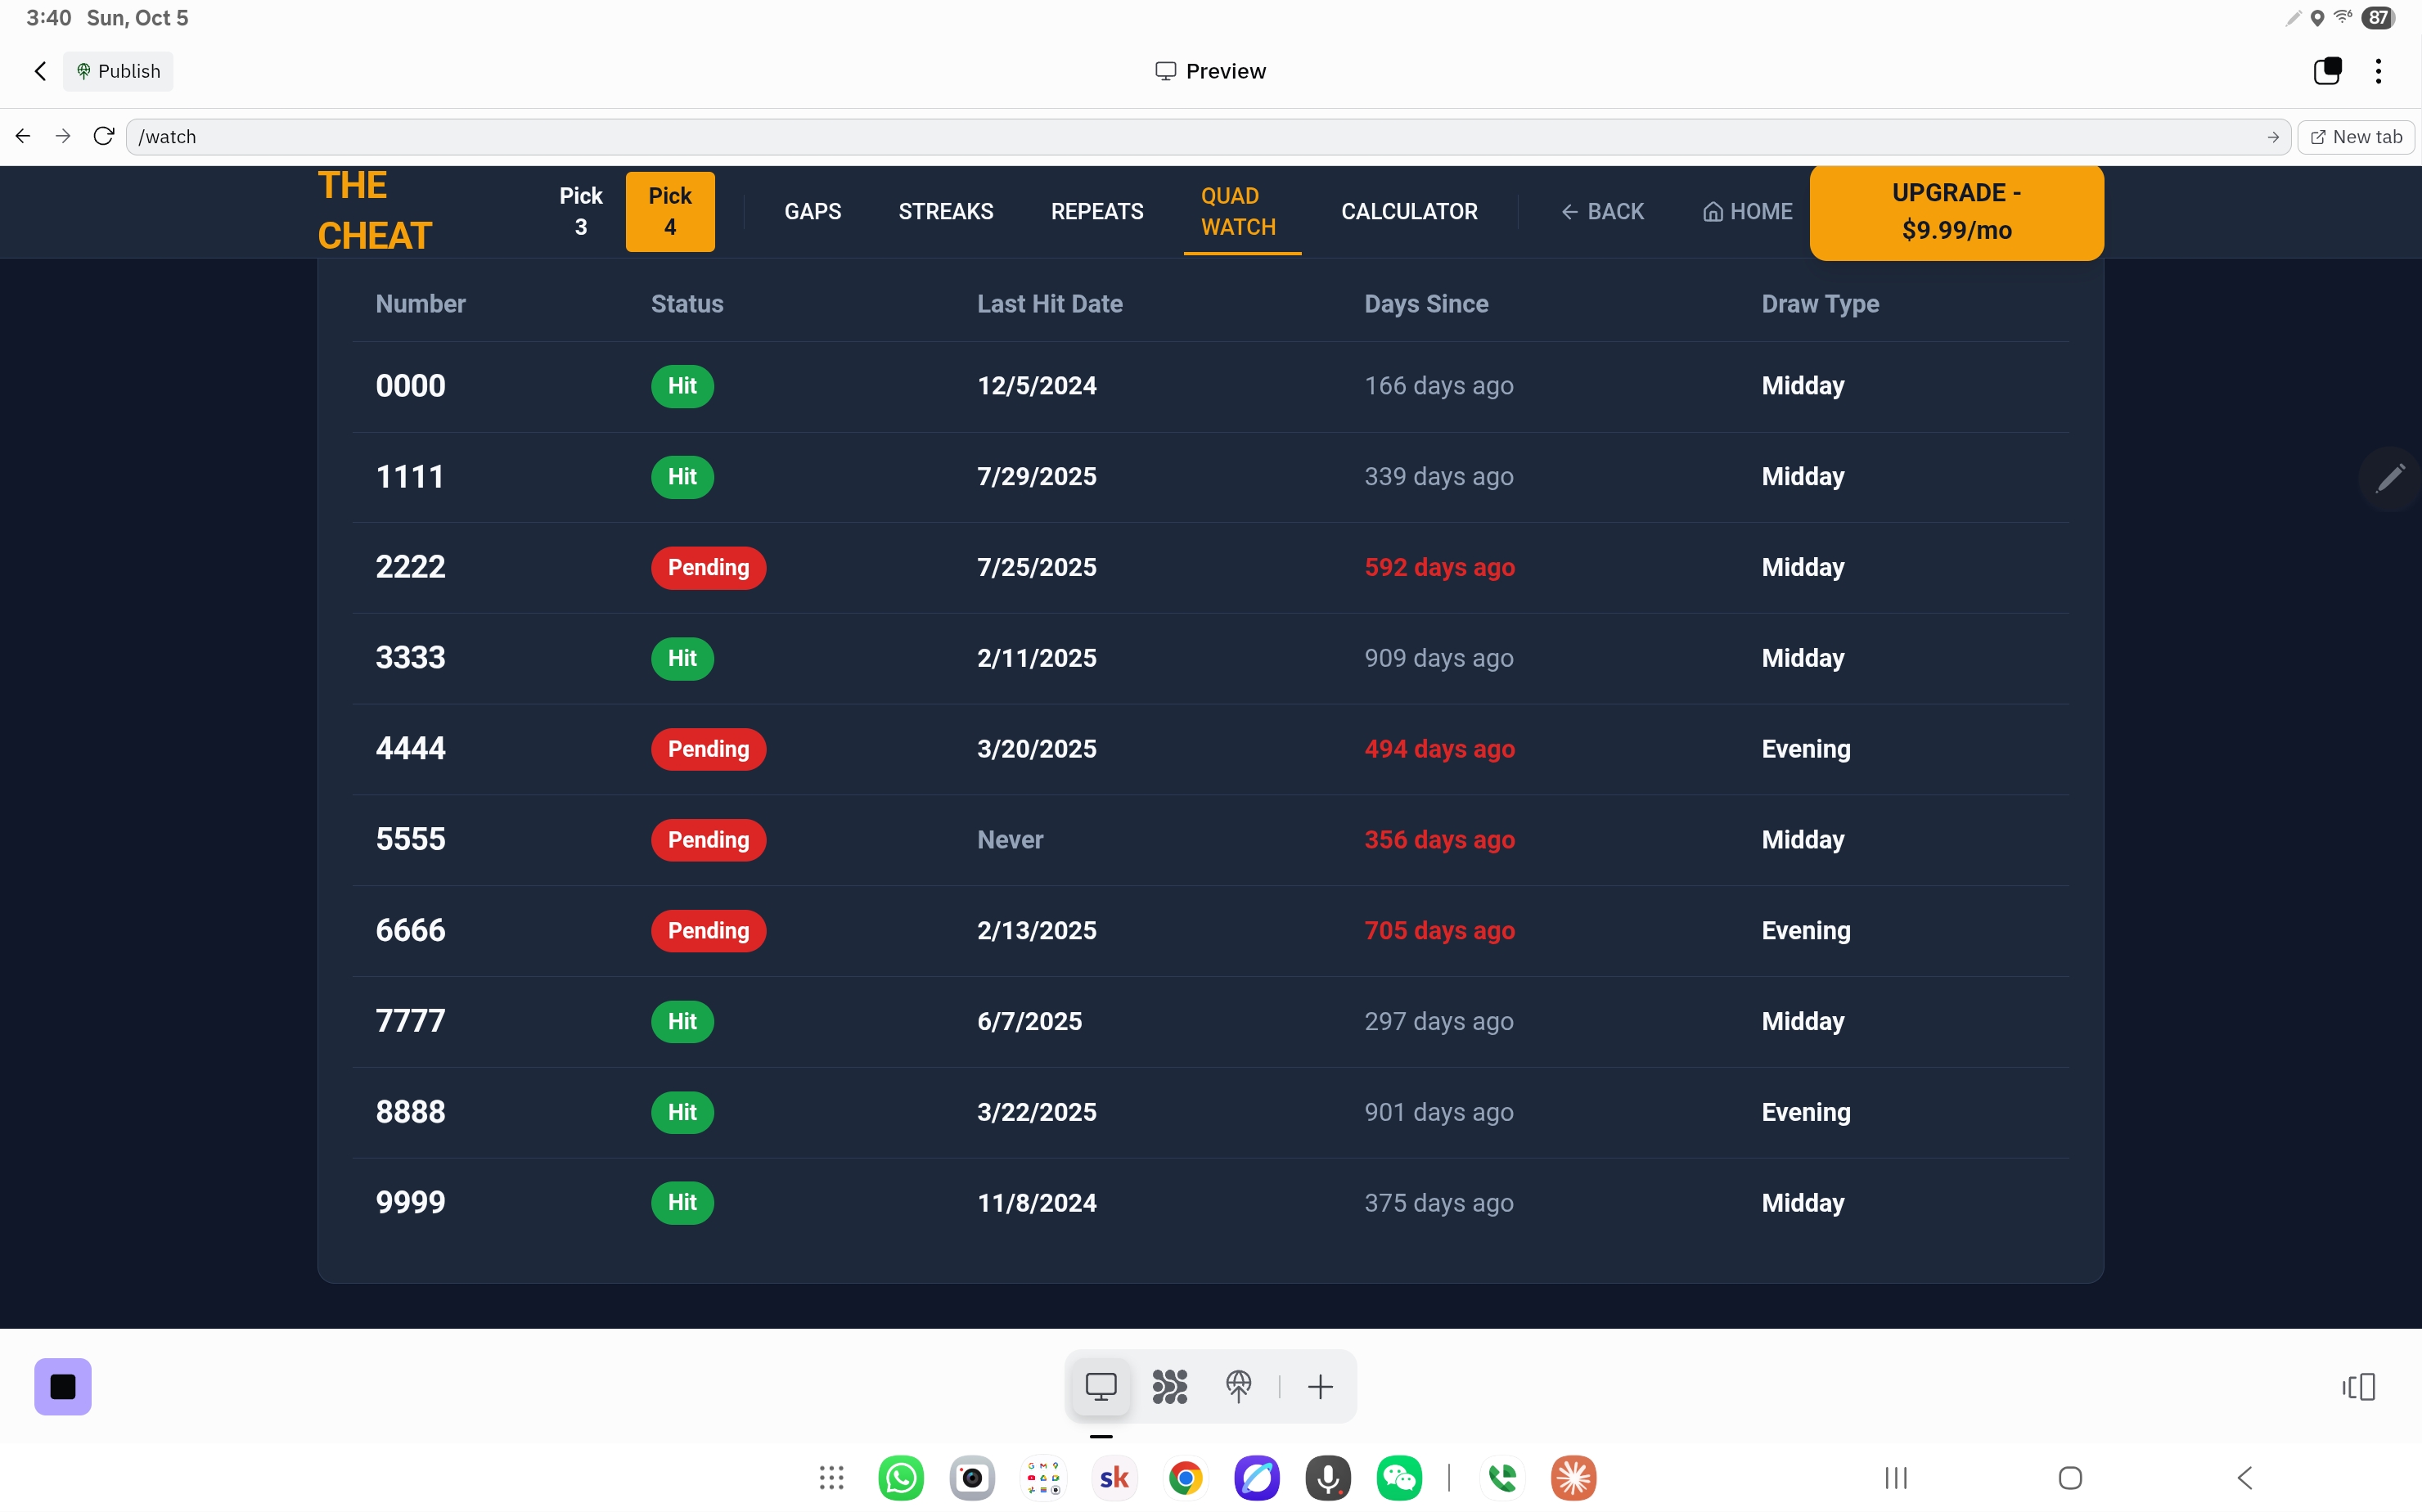 3:40 Sun, Oct 5
87
Publish
Preview
/watch
New tab
THE
CHEAT
Pick
3
Pick
4
GAPS
STREAKS
REPEATS
QUAD
WATCH
CALCULATOR
BACK
HOME
UPGRADE -
$9.99/mo
Number Status Last Hit Date Days Since Draw Type
0000 Hit 12/5/2024 166 days ago Midday
1111 Hit 7/29/2025 339 days ago Midday
2222 Pending 7/25/2025 592 days ago Midday
3333 Hit 2/11/2025 909 days ago Midday
4444 Pending 3/20/2025 494 days ago Evening
5555 Pending Never 356 days ago Midday
6666 Pending 2/13/2025 705 days ago Evening
7777 Hit 6/7/2025 297 days ago Midday
8888 Hit 3/22/2025 901 days ago Evening
9999 Hit 11/8/2024 375 days ago Midday
sk